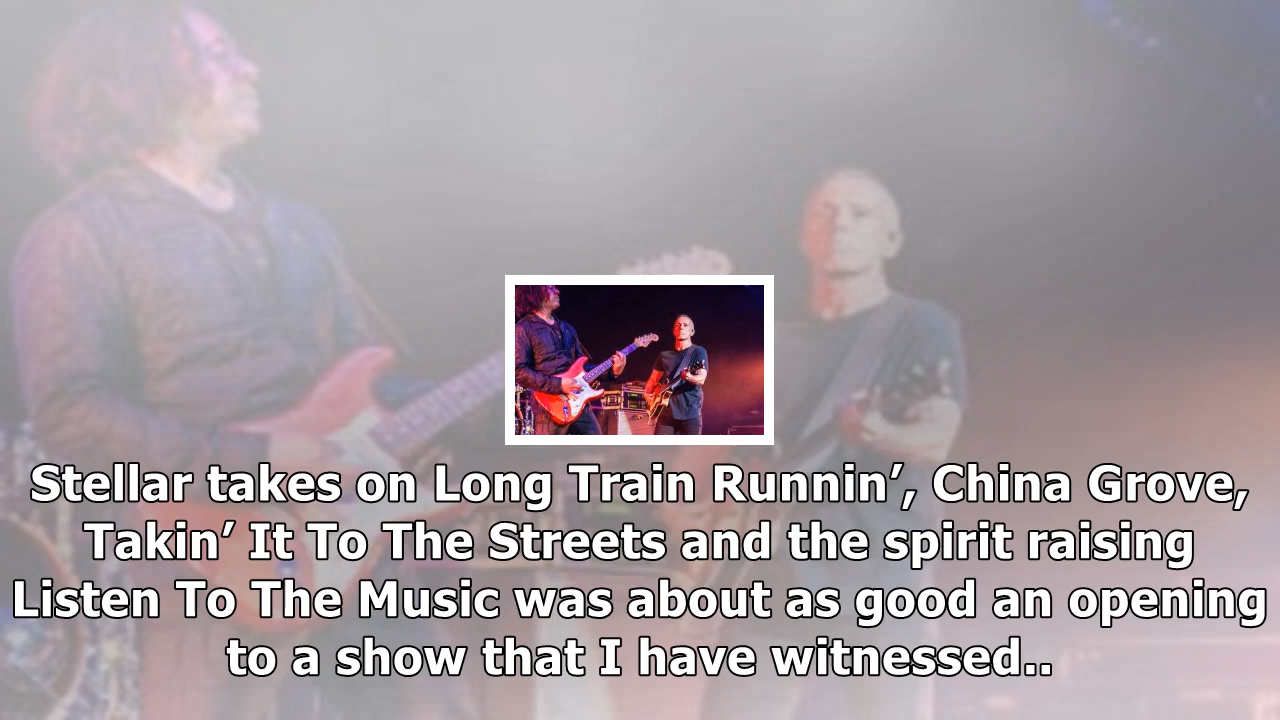 Stellar takes on Long Train Runnin’, China Grove,
Takin’ It To The Streets and the spirit raising
Listen To The Music was about as good an opening
to a show that I have witnessed..